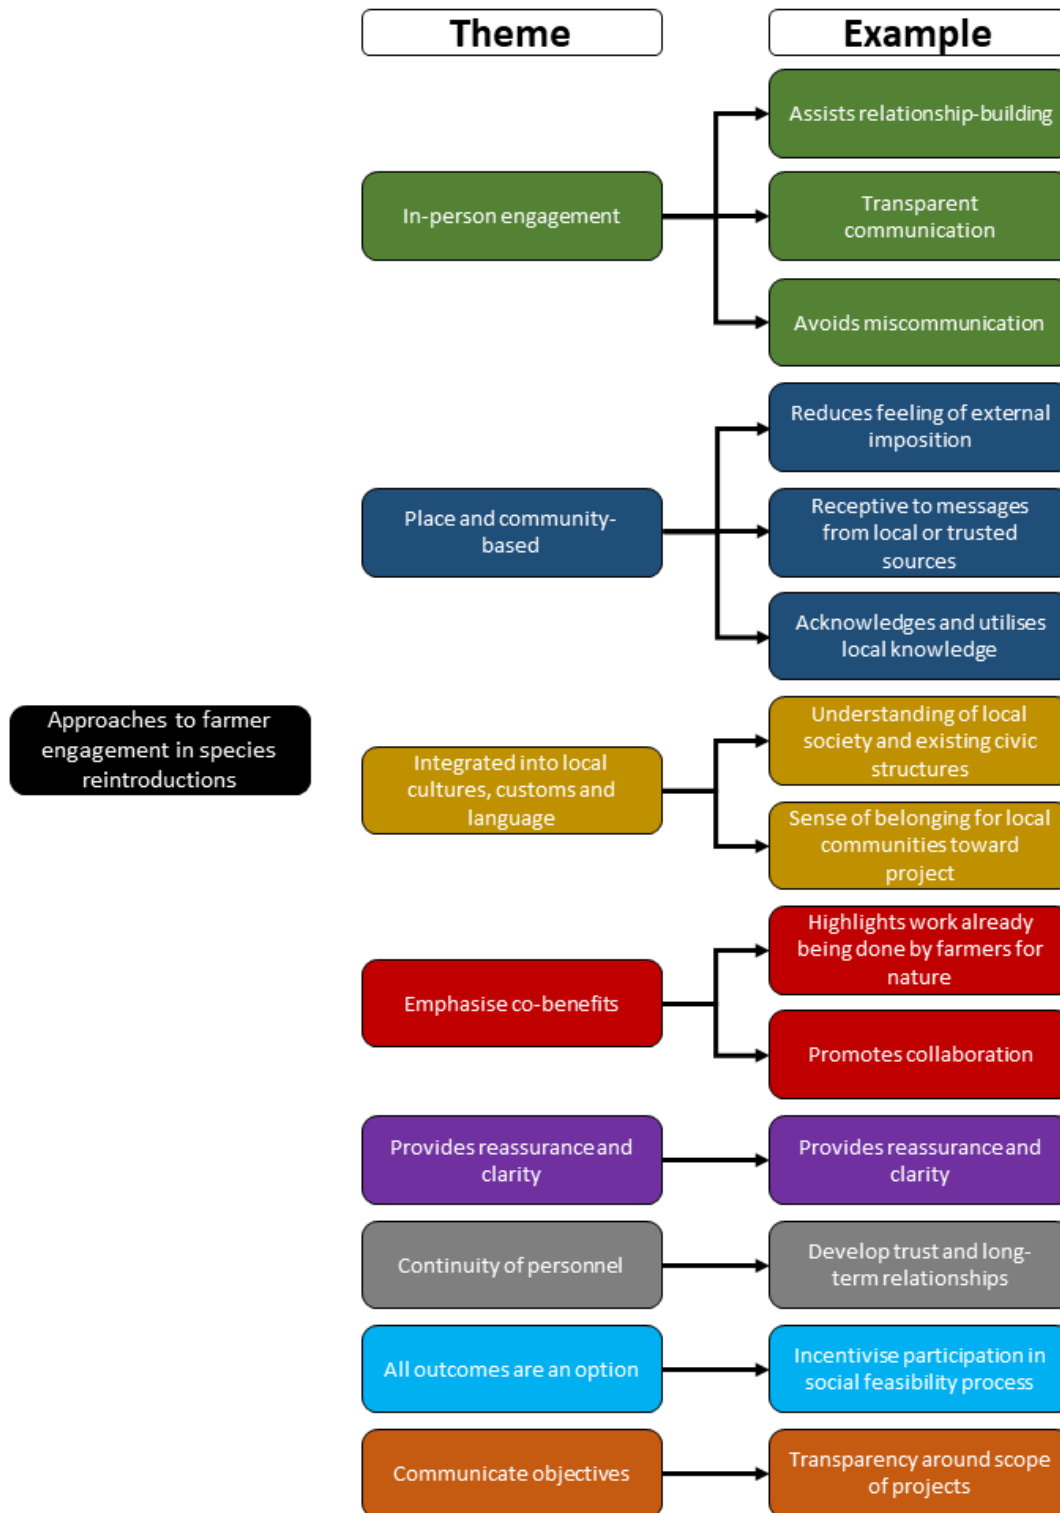 Theme
Example
In-person engagement
Assists relationship-building
Transparent
communication
Avoids miscommunication
Place and community-
based
Reduces feeling of external
imposition
Receptive to messages
from local or trusted
sources
Acknowledges and utilises
local knowledge
Approaches to farmer
engagement in species
reintroductions
Integrated into local
cultures, customs and
language
Understanding of local
society and existing civic
structures
Sense of belonging for local
communities toward
project
Emphasise co-benefits
Highlights work already
being done by farmers for
nature
Promotes collaboration
Provides reassurance and
clarity
Provides reassurance and
clarity
Continuity of personnel
Develop trust and long-
term relationships
All outcomes are an option
Incentivise participation in
social feasibility process
Communicate objectives
Transparency around scope
of projects